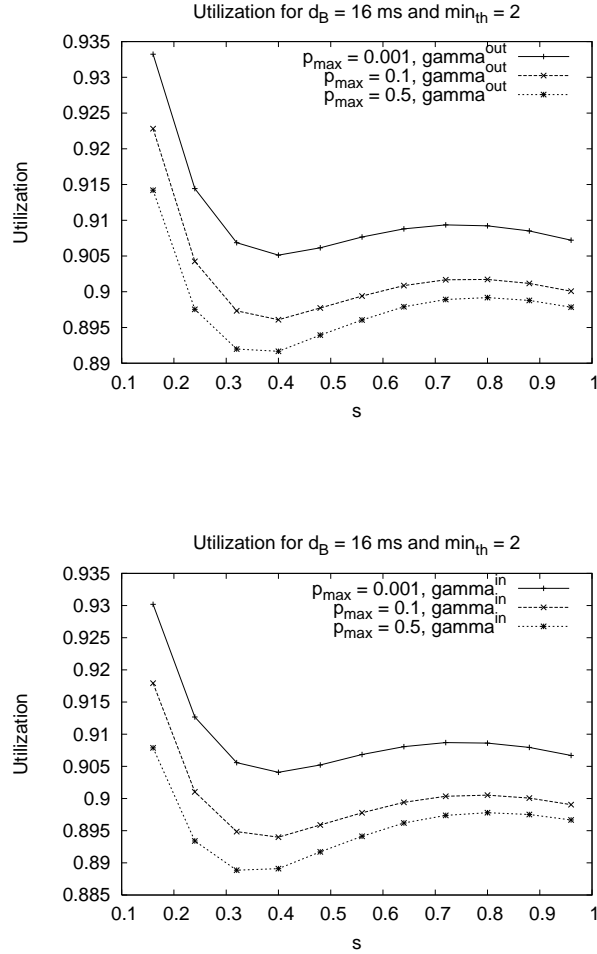 Utilization for d_B = 16 ms and min_th = 2
0.935
0.93
0.925
0.92
0.915
0.91
0.905
0.9
0.895
0.89
Utilization
p_max = 0.001, gamma^out
p_max = 0.1, gamma^out
p_max = 0.5, gamma^out
0.1 0.2 0.3 0.4 0.5 0.6 0.7 0.8 0.9 1
s
Utilization for d_B = 16 ms and min_th = 2
0.935
0.93
0.925
0.92
0.915
0.91
0.905
0.9
0.895
0.89
0.885
Utilization
p_max = 0.001, gamma^in
p_max = 0.1, gamma^in
p_max = 0.5, gamma^in
0.1 0.2 0.3 0.4 0.5 0.6 0.7 0.8 0.9 1
s